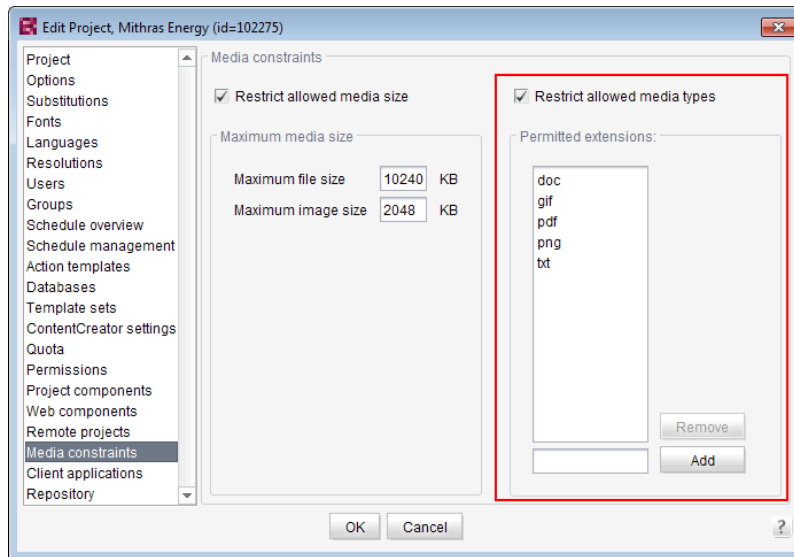 Edit Project, Mithras Energy (id=102275)
Project
Options
Substitutions
Fonts
Languages
Resolutions
Users
Groups
Schedule overview
Schedule management
Action templates
Databases
Template sets
ContentCreator settings
Quota
Permissions
Project components
Web components
Remote projects
Media constraints
Client applications
Repository
Media constraints
Restrict allowed media size
Maximum media size
Maximum file size 10240 KB
Maximum image size 2048 KB
Restrict allowed media types
Permitted extensions:
doc
gif
pdf
png
txt
Remove
Add
OK Cancel
?